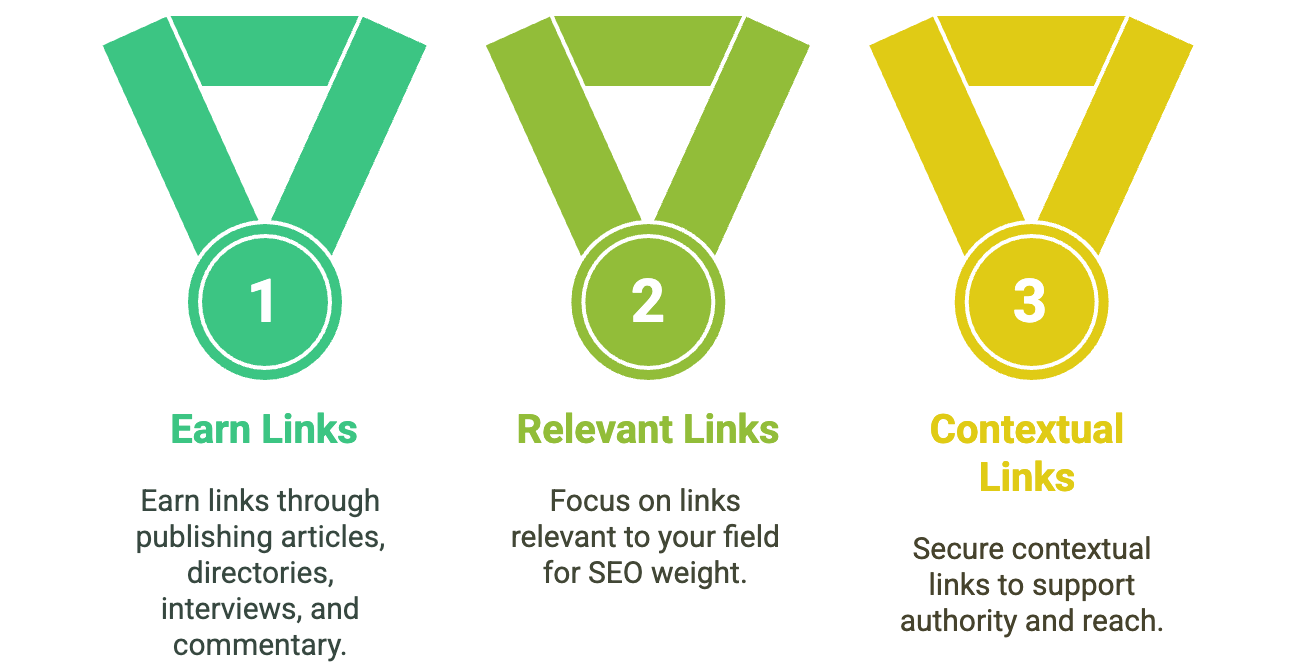 1
Earn Links
Earn links through
publishing articles,
directories,
interviews, and
commentary.
2
Relevant Links
Focus on links
relevant to your field
for SEO weight.
3
Contextual
Links
Secure contextual
links to support
authority and reach.